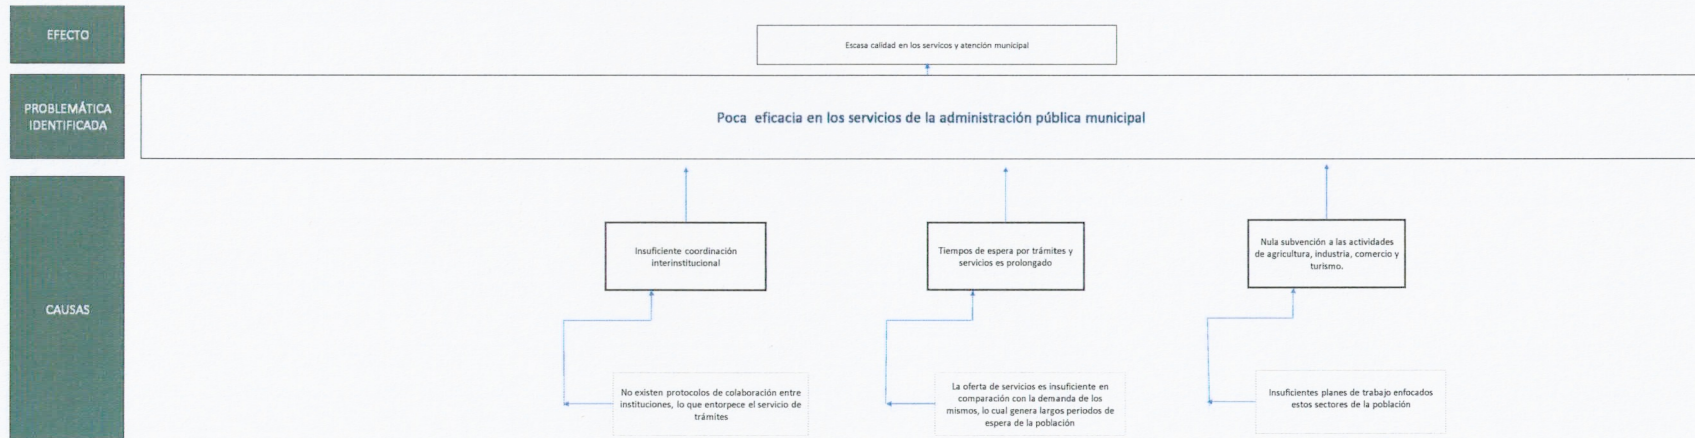 EFECTO
Escasa calidad en los servicos y atención municipal
PROBLEMÁTICA
IDENTIFICADA
Poca eficacia en los servicios de la administración pública municipal
CAUSAS
Insuficiente coordinación
interinstitucional
Tiempos de espera por trámites y
servicios es prolongado
Nula subvención a las actividades
de agricultura, industria, comercio y
turismo.
No existen protocolos de colaboración entre
instituciones, lo que entorpece el servicio de
trámites
La oferta de servicios es insuficiente en
comparación con la demanda de los
mismos, lo cual genera largos periodos de
espera de la población
Insuficientes planes de trabajo enfocados
estos sectores de la población